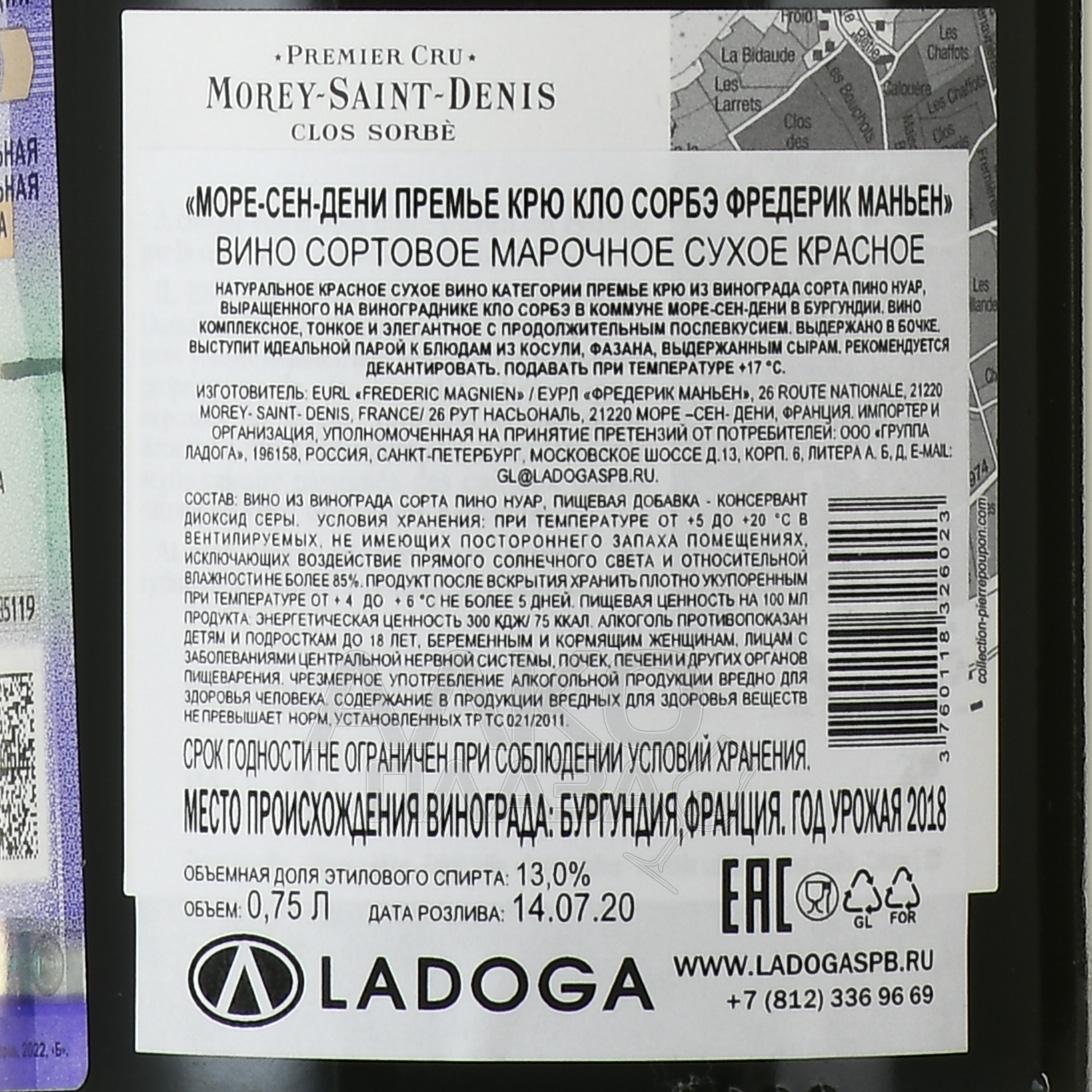 ЬНАЯ
ЬНАЯ
А
А
35119
2022, «Б».
• PREMIER CRU •
MOREY-SAINT-DENIS
CLOS SORBÈ
Froid
La Bidaude
Les
Larrets
Les Bouchots
Clos
des
Calouère
Les
Chaffots
Les Chaffots
Clos
Les
Ch
974
collection-pierrepoupon.com
«МОРЕ-СЕН-ДЕНИ ПРЕМЬЕ КРЮ КЛО СОРБЭ ФРЕДЕРИК МАНЬЕН»
ВИНО СОРТОВОЕ МАРОЧНОЕ СУХОЕ КРАСНОЕ
НАТУРАЛЬНОЕ КРАСНОЕ СУХОЕ ВИНО КАТЕГОРИИ ПРЕМЬЕ КРЮ ИЗ ВИНОГРАДА СОРТА ПИНО НУАР,
ВЫРАЩЕННОГО НА ВИНОГРАДНИКЕ КЛО СОРБЭ В КОММУНЕ МОРЕ-СЕН-ДЕНИ В БУРГУНДИИ. ВИНО
КОМПЛЕКСНОЕ, ТОНКОЕ И ЭЛЕГАНТНОЕ С ПРОДОЛЖИТЕЛЬНЫМ ПОСЛЕВКУСИЕМ. ВЫДЕРЖАНО В БОЧКЕ.
ВЫСТУПИТ ИДЕАЛЬНОЙ ПАРОЙ К БЛЮДАМ ИЗ КОСУЛИ, ФАЗАНА, ВЫДЕРЖАННЫМ СЫРАМ. РЕКОМЕНДУЕТСЯ
ДЕКАНТИРОВАТЬ. ПОДАВАТЬ ПРИ ТЕМПЕРАТУРЕ +17 °С.
ИЗГОТОВИТЕЛЬ: EURL «FREDERIC MAGNIEN» / ЕУРЛ «ФРЕДЕРИК МАНЬЕН», 26 ROUTE NATIONALE, 21220
MOREY- SAINT- DENIS, FRANCE/ 26 РУТ НАСЬОНАЛЬ, 21220 МОРЕ –СЕН- ДЕНИ, ФРАНЦИЯ. ИМПОРТЕР И
ОРГАНИЗАЦИЯ, УПОЛНОМОЧЕННАЯ НА ПРИНЯТИЕ ПРЕТЕНЗИЙ ОТ ПОТРЕБИТЕЛЕЙ: ООО «ГРУППА
ЛАДОГА», 196158, РОССИЯ, САНКТ-ПЕТЕРБУРГ, МОСКОВСКОЕ ШОССЕ Д.13, КОРП. 6, ЛИТЕРА А, Б, Д, E-MAIL:
GL@LADOGASPB.RU.
СОСТАВ: ВИНО ИЗ ВИНОГРАДА СОРТА ПИНО НУАР, ПИЩЕВАЯ ДОБАВКА - КОНСЕРВАНТ
ДИОКСИД СЕРЫ. УСЛОВИЯ ХРАНЕНИЯ: ПРИ ТЕМПЕРАТУРЕ ОТ +5 ДО +20 °С В
ВЕНТИЛИРУЕМЫХ, НЕ ИМЕЮЩИХ ПОСТОРОННЕГО ЗАПАХА ПОМЕЩЕНИЯХ,
ИСКЛЮЧАЮЩИХ ВОЗДЕЙСТВИЕ ПРЯМОГО СОЛНЕЧНОГО СВЕТА И ОТНОСИТЕЛЬНОЙ
ВЛАЖНОСТИ НЕ БОЛЕЕ 85%. ПРОДУКТ ПОСЛЕ ВСКРЫТИЯ ХРАНИТЬ ПЛОТНО УКУПОРЕННЫМ
ПРИ ТЕМПЕРАТУРЕ ОТ + 4 ДО + 6 °С НЕ БОЛЕЕ 5 ДНЕЙ. ПИЩЕВАЯ ЦЕННОСТЬ НА 100 МЛ
ПРОДУКТА: ЭНЕРГЕТИЧЕСКАЯ ЦЕННОСТЬ 300 КДЖ/ 75 ККАЛ. АЛКОГОЛЬ ПРОТИВОПОКАЗАН
ДЕТЯМ И ПОДРОСТКАМ ДО 18 ЛЕТ, БЕРЕМЕННЫМ И КОРМЯЩИМ ЖЕНЩИНАМ, ЛИЦАМ С
ЗАБОЛЕВАНИЯМИ ЦЕНТРАЛЬНОЙ НЕРВНОЙ СИСТЕМЫ, ПОЧЕК, ПЕЧЕНИ И ДРУГИХ ОРГАНОВ
ПИЩЕВАРЕНИЯ. ЧРЕЗМЕРНОЕ УПОТРЕБЛЕНИЕ АЛКОГОЛЬНОЙ ПРОДУКЦИИ ВРЕДНО ДЛЯ
ЗДОРОВЬЯ ЧЕЛОВЕКА. СОДЕРЖАНИЕ В ПРОДУКЦИИ ВРЕДНЫХ ДЛЯ ЗДОРОВЬЯ ВЕЩЕСТВ
НЕ ПРЕВЫШАЕТ НОРМ, УСТАНОВЛЕННЫХ ТР ТС 021/2011.
3 760118 326023
СРОК ГОДНОСТИ НЕ ОГРАНИЧЕН ПРИ СОБЛЮДЕНИИ УСЛОВИЙ ХРАНЕНИЯ.
МЕСТО ПРОИСХОЖДЕНИЯ ВИНОГРАДА: БУРГУНДИЯ,ФРАНЦИЯ. ГОД УРОЖАЯ 2018
ОБЪЕМНАЯ ДОЛЯ ЭТИЛОВОГО СПИРТА: 13,0%
ОБЪЕМ: 0,75 Л ДАТА РОЗЛИВА: 14.07.20
EAC
GL
FOR
LADOGA
WWW.LADOGASPB.RU
+7 (812) 336 96 69